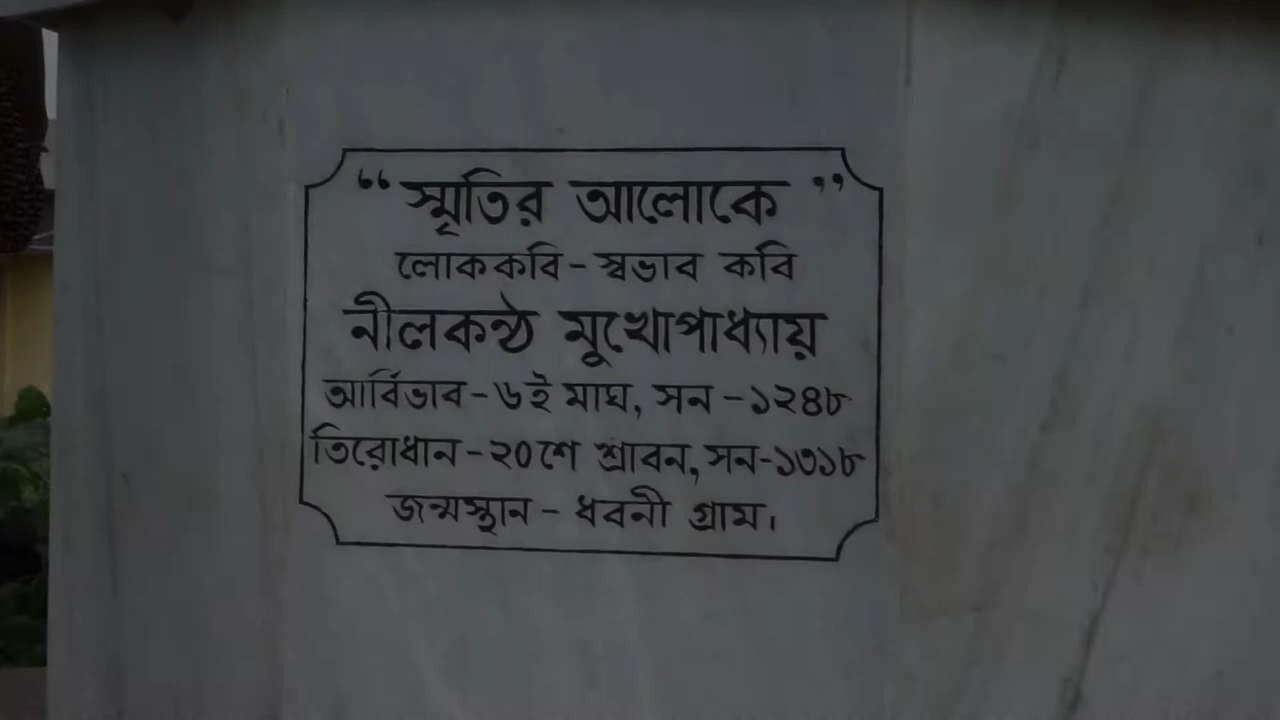 “ স্মৃতির আলোকে ”
লোককবি - স্বভাব কবি
নীলকন্ঠ মুখোপাধ্যায়
আর্বিভাব - ৬ই মাঘ, সন - ১২৪৮
তিরোধান - ২০শে শ্রাবন, সন-১৩১৮
জন্মস্থান - ধবনী গ্রাম।